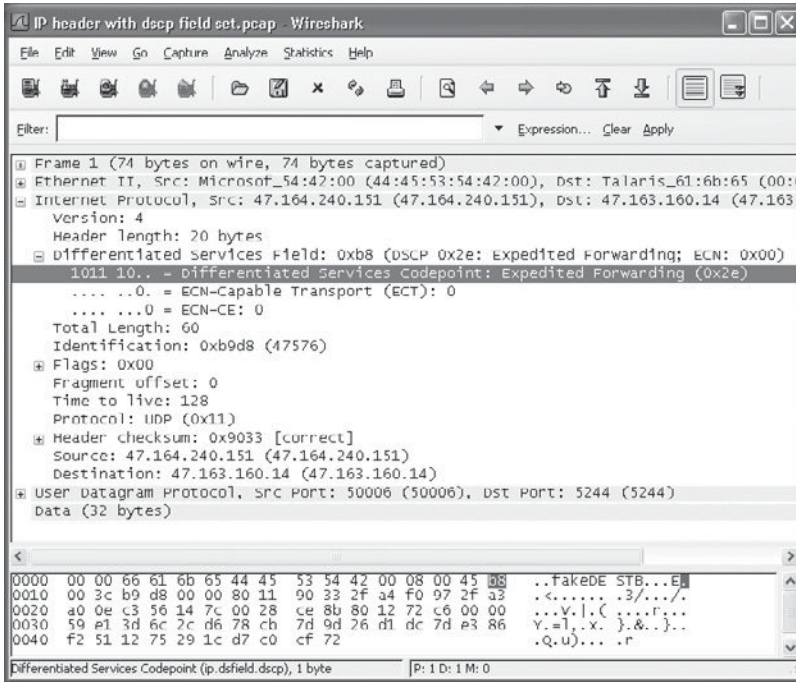 IP header with dscp field set.pcap - Wireshark
File Edit View Go Capture Analyze Statistics Help
Filter: Expression... Clear Apply
Frame 1 (74 bytes on wire, 74 bytes captured)
Ethernet II, Src: Microsof_54:42:00 (44:45:53:54:42:00), Dst: Talaris_61:6b:65 (00:
Internet Protocol, Src: 47.164.240.151 (47.164.240.151), Dst: 47.163.160.14 (47.163
Version: 4
Header length: 20 bytes
Differentiated Services Field: 0xb8 (DSCP 0x2e: Expedited Forwarding; ECN: 0x00)
1011 10.. = Differentiated Services Codepoint: Expedited Forwarding (0x2e)
.... ..0. = ECN-Capable Transport (ECT): 0
.... ...0 = ECN-CE: 0
Total Length: 60
Identification: 0xb9d8 (47576)
Flags: 0x00
Fragment offset: 0
Time to live: 128
Protocol: UDP (0x11)
Header checksum: 0x9033 [correct]
Source: 47.164.240.151 (47.164.240.151)
Destination: 47.163.160.14 (47.163.160.14)
User Datagram Protocol, Src Port: 50006 (50006), Dst Port: 5244 (5244)
Data (32 bytes)
0000 00 00 66 61 6b 65 44 45 53 54 42 00 08 00 45 b8 ..fakeDE STB...E.
0010 00 3c b9 d8 00 00 80 11 90 33 2f a4 f0 97 2f a3 .<...... .3/.../.
0020 a0 0e c3 56 14 7c 00 28 ce 8b 80 12 72 c6 00 00 ...V.|.( ....r...
0030 59 e1 3d 6c 2c d6 78 cb 7d 9d 26 d1 dc 7d e3 86 Y.=l,.x. }.&..}..
0040 f2 51 12 75 29 1c d7 c0 cf 72 .Q.u)... .r
Differentiated Services Codepoint (ip.dsfield.dscp), 1 byte P: 1 D: 1 M: 0